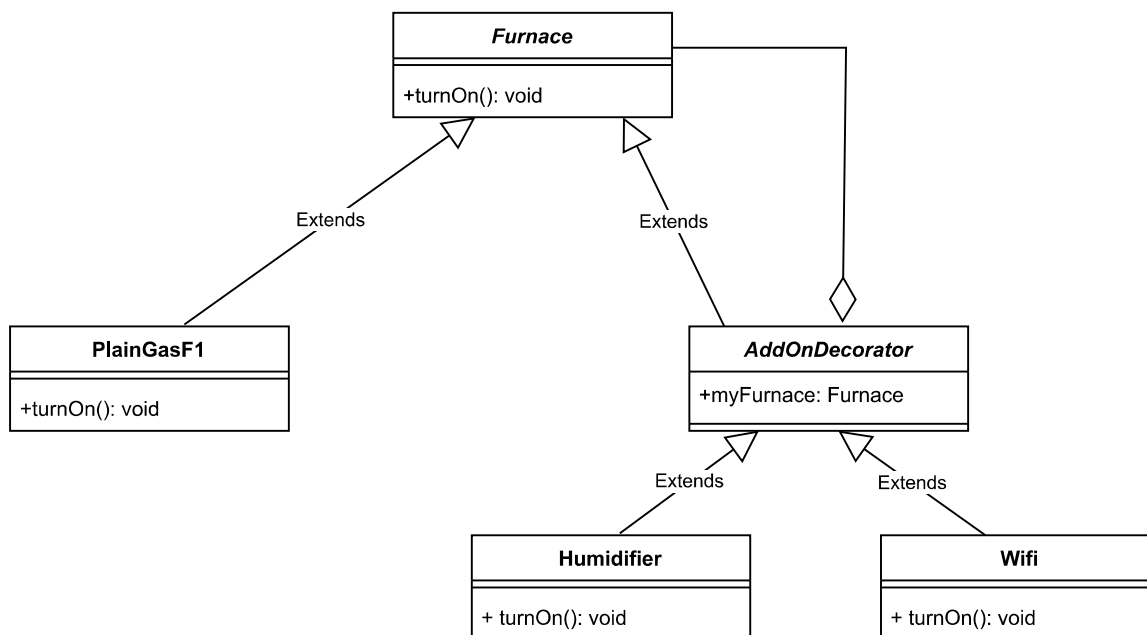 Furnace
+turnOn(): void
Extends
Extends
PlainGasF1
+turnOn(): void
AddOnDecorator
+myFurnace: Furnace
Extends
Extends
Humidifier
+ turnOn(): void
Wifi
+ turnOn(): void